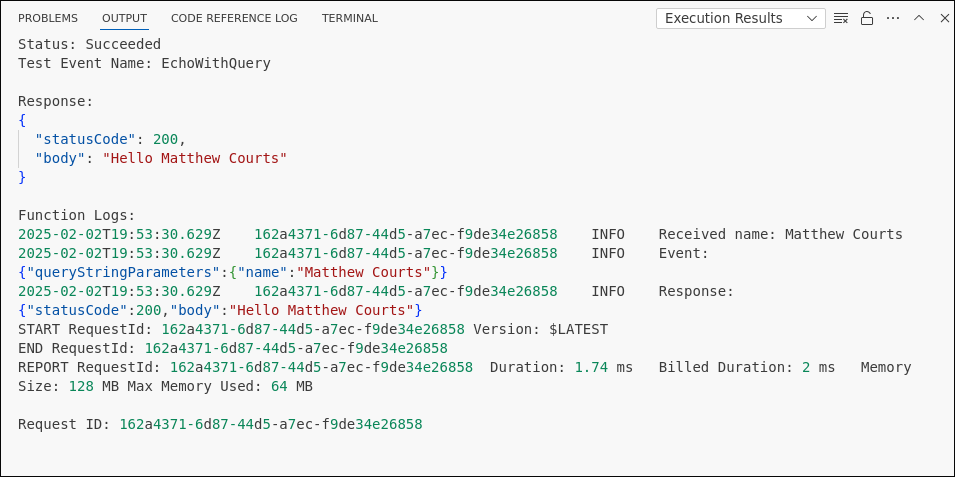 PROBLEMS OUTPUT CODE REFERENCE LOG TERMINAL Execution Results
Status: Succeeded
Test Event Name: EchoWithQuery
Response:
{
"statusCode": 200,
"body": "Hello Matthew Courts"
}
Function Logs:
2025-02-02T19:53:30.629Z 162a4371-6d87-44d5-a7ec-f9de34e26858 INFO Received name: Matthew Courts
2025-02-02T19:53:30.629Z 162a4371-6d87-44d5-a7ec-f9de34e26858 INFO Event:
{"queryStringParameters":{"name":"Matthew Courts"}}
2025-02-02T19:53:30.629Z 162a4371-6d87-44d5-a7ec-f9de34e26858 INFO Response:
{"statusCode":200,"body":"Hello Matthew Courts"}
START RequestId: 162a4371-6d87-44d5-a7ec-f9de34e26858 Version: $LATEST
END RequestId: 162a4371-6d87-44d5-a7ec-f9de34e26858
REPORT RequestId: 162a4371-6d87-44d5-a7ec-f9de34e26858 Duration: 1.74 ms Billed Duration: 2 ms Memory
Size: 128 MB Max Memory Used: 64 MB
Request ID: 162a4371-6d87-44d5-a7ec-f9de34e26858